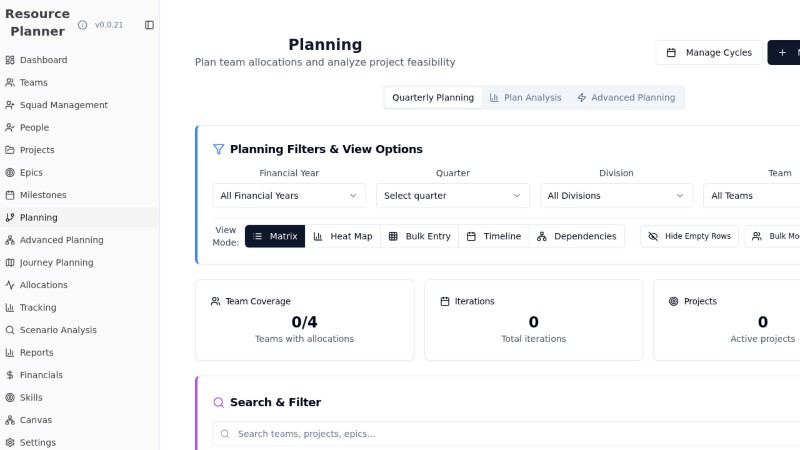 Resource
Planner
v0.0.21
Dashboard
Teams
Squad Management
People
Projects
Epics
Milestones
Planning
Advanced Planning
Journey Planning
Allocations
Tracking
Scenario Analysis
Reports
Financials
Skills
Canvas
Settings
Planning
Plan team allocations and analyze project feasibility
Manage Cycles
Quarterly Planning
Plan Analysis
Advanced Planning
Planning Filters & View Options
Financial Year
Quarter
Division
Team
All Financial Years
Select quarter
All Divisions
All Teams
View
Mode:
Matrix
Heat Map
Bulk Entry
Timeline
Dependencies
Hide Empty Rows
Bulk Mo
Team Coverage
0/4
Teams with allocations
Iterations
0
Total iterations
Projects
0
Active projects
Search & Filter
Search teams, projects, epics...